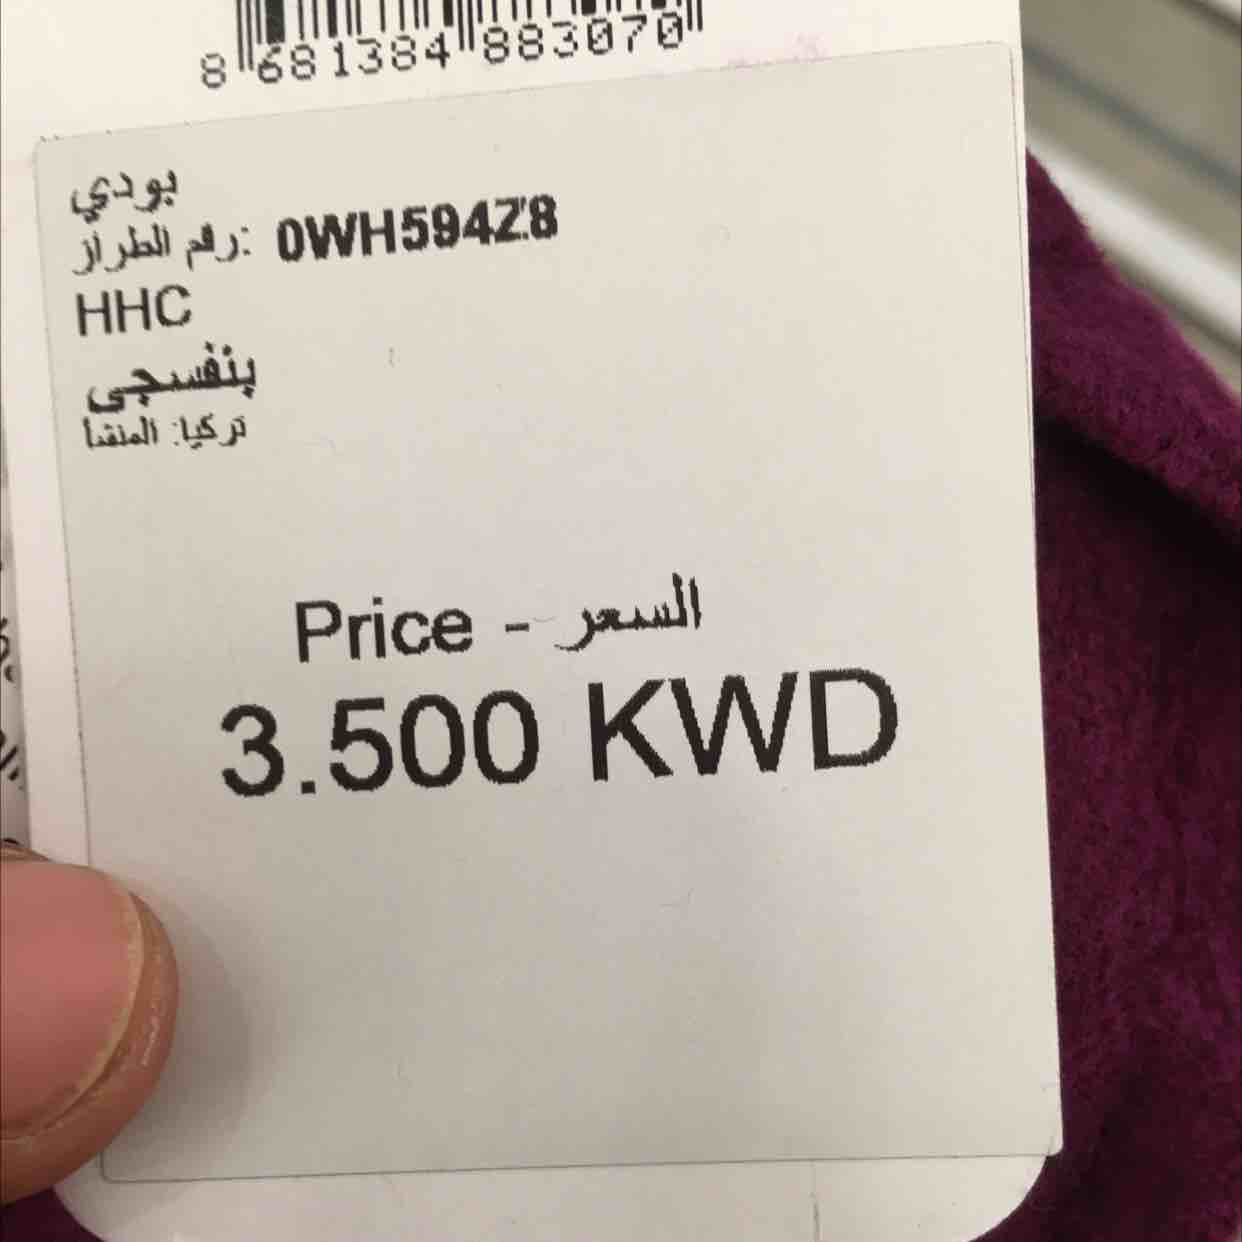 8 681384 883070
بودي
رقم الطراز: 0WH594Z8
HHC
بنفسجى
تركيا: المنشأ
Price - السعر
3.500 KWD